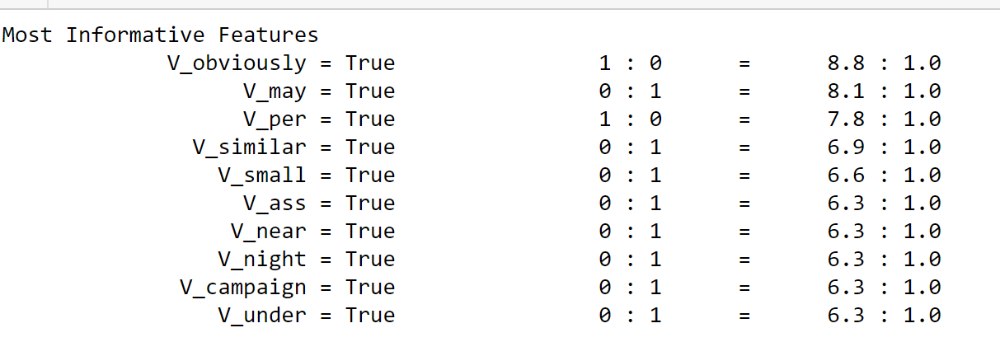 Most Informative Features
V_obviously = True 1 : 0 = 8.8 : 1.0
V_may = True 0 : 1 = 8.1 : 1.0
V_per = True 1 : 0 = 7.8 : 1.0
V_similar = True 0 : 1 = 6.9 : 1.0
V_small = True 0 : 1 = 6.6 : 1.0
V_ass = True 0 : 1 = 6.3 : 1.0
V_near = True 0 : 1 = 6.3 : 1.0
V_night = True 0 : 1 = 6.3 : 1.0
V_campaign = True 0 : 1 = 6.3 : 1.0
V_under = True 0 : 1 = 6.3 : 1.0